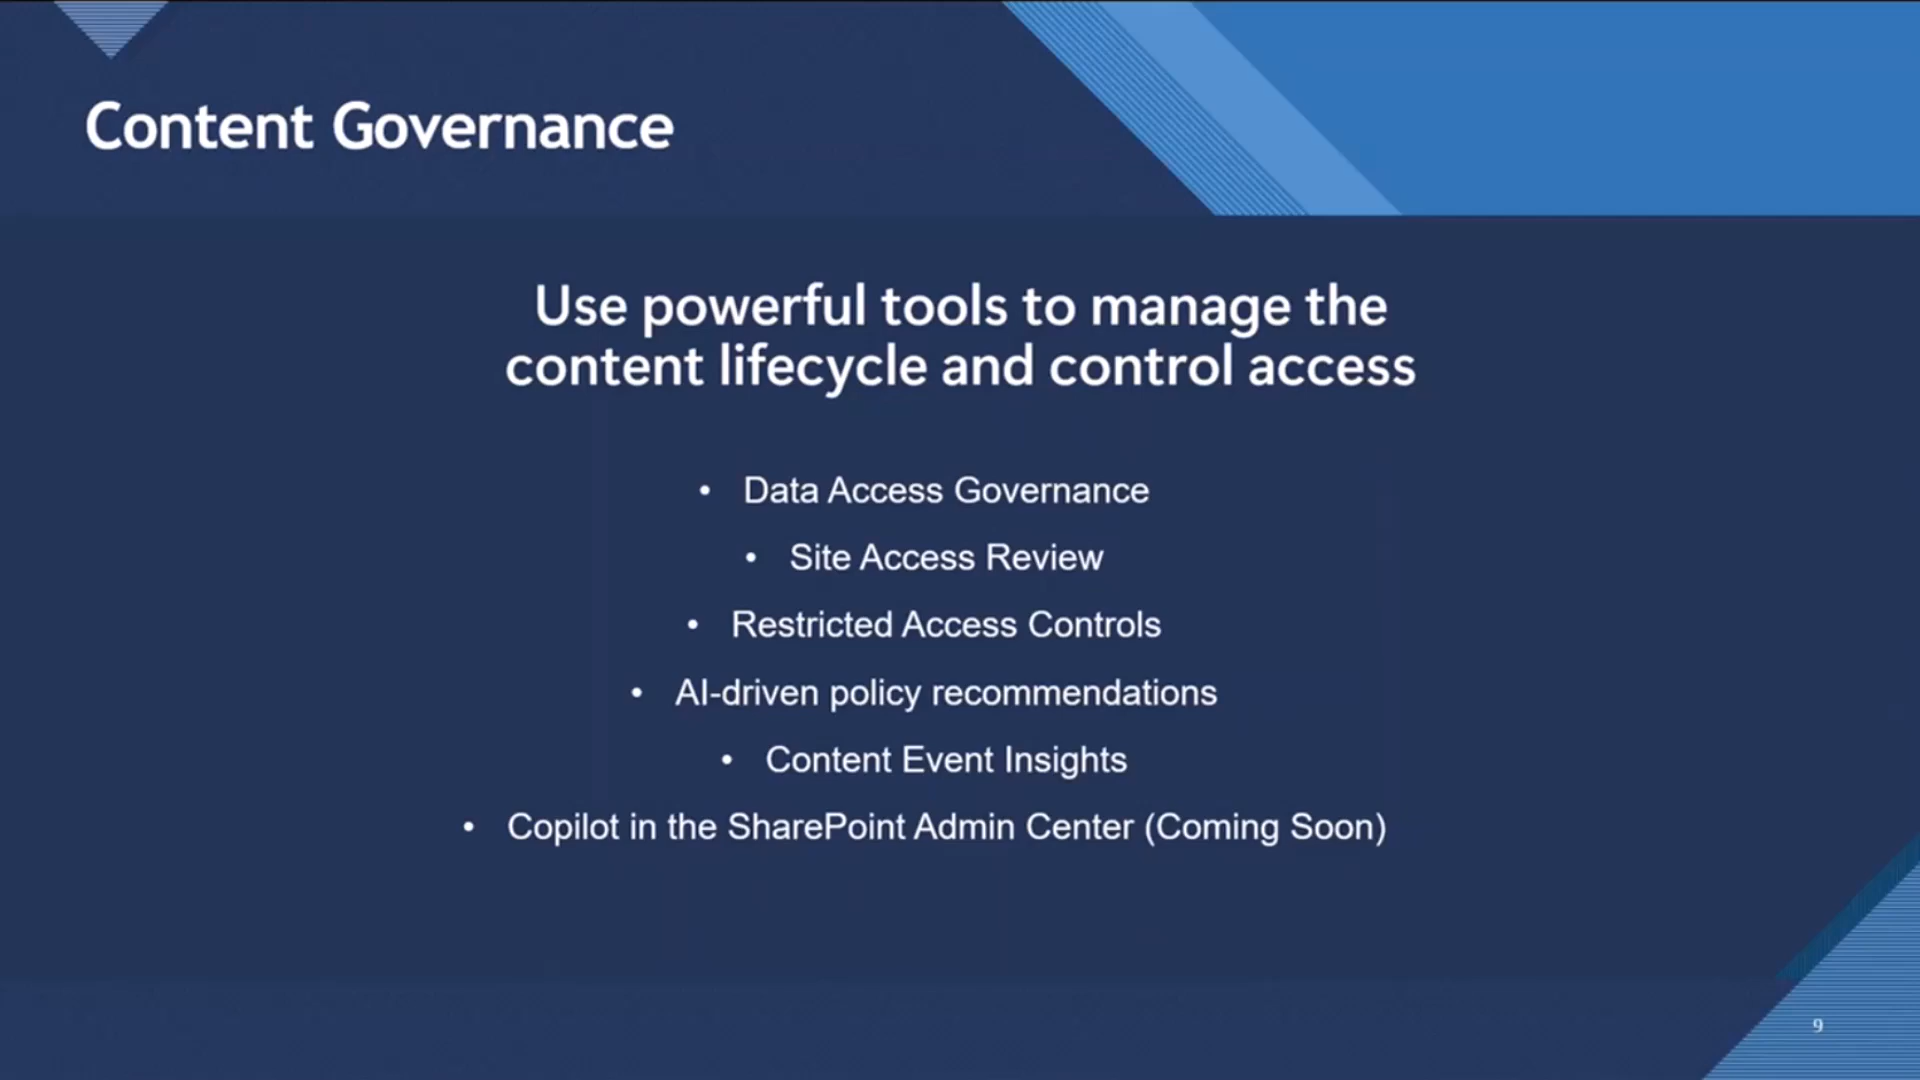 Content Governance
Use powerful tools to manage the
content lifecycle and control access
• Data Access Governance
• Site Access Review
• Restricted Access Controls
• AI-driven policy recommendations
• Content Event Insights
• Copilot in the SharePoint Admin Center (Coming Soon)
9